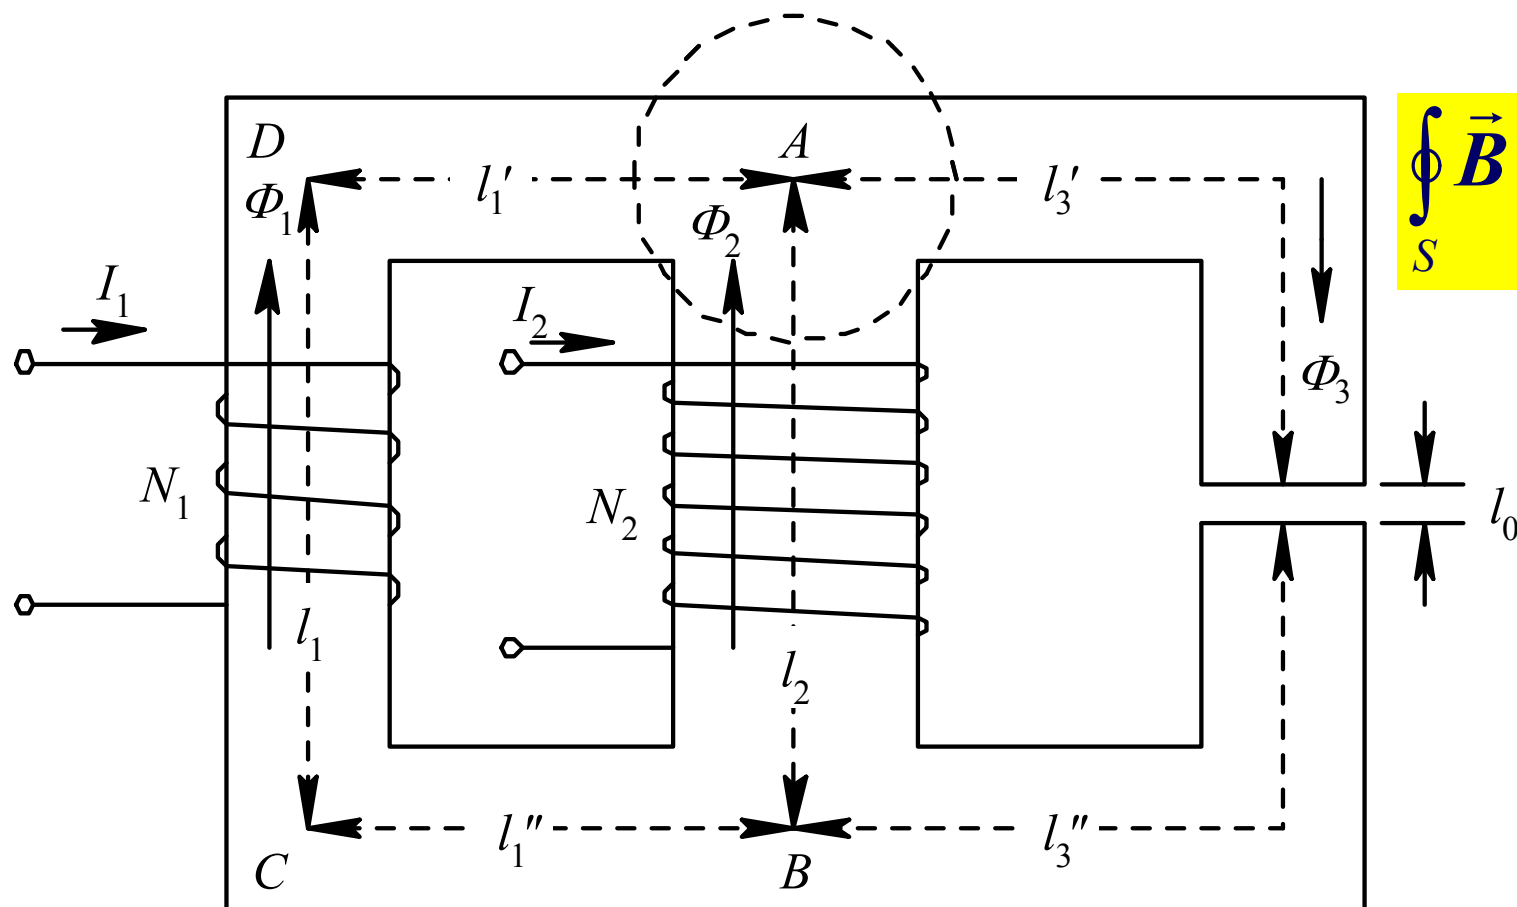 D
A
l₁′
l₃′
∮ B⃗
S
Φ₁
Φ₂
I₁
I₂
Φ₃
N₁
N₂
l₀
l₁
l₂
l₁″
l₃″
C
B